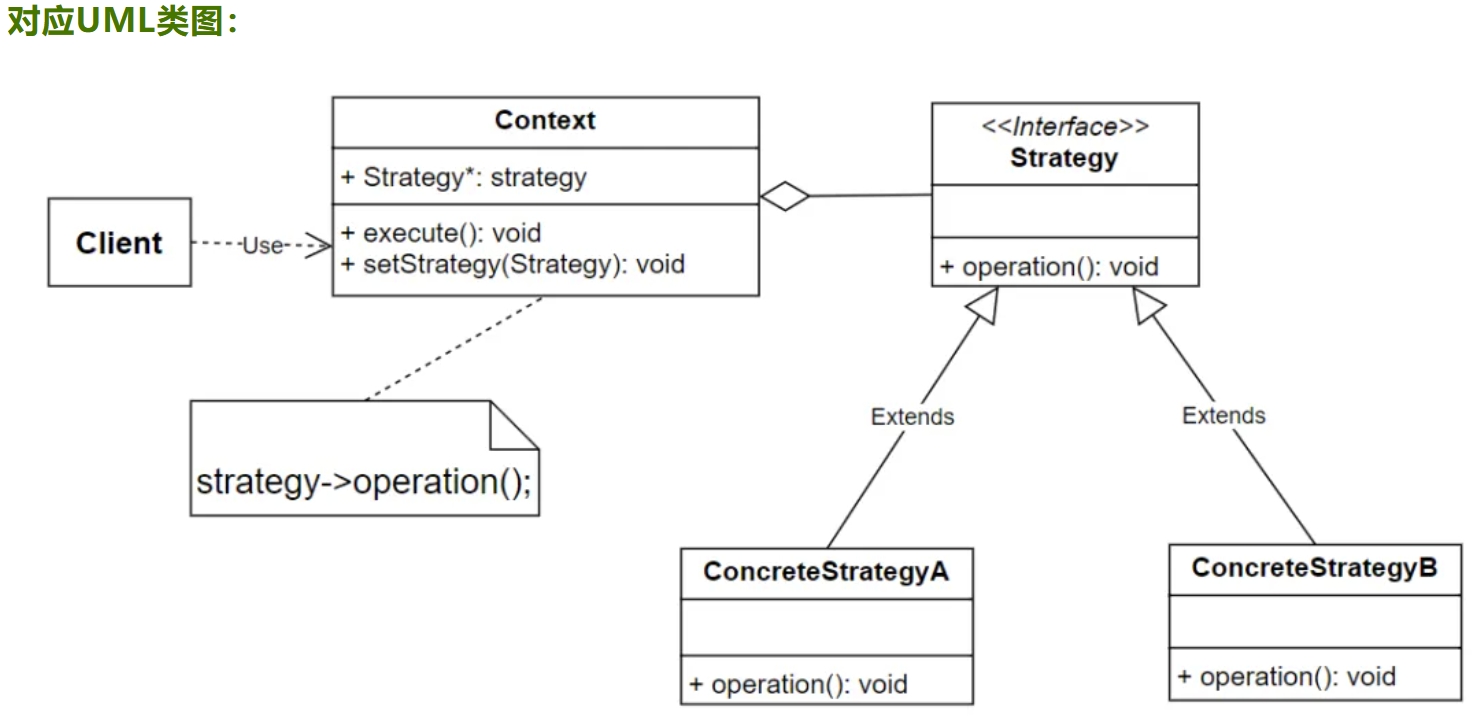 对应UML类图：
Context
+ Strategy*: strategy
+ execute(): void
+ setStrategy(Strategy): void
<<Interface>>
Strategy
+ operation(): void
Client
Use
strategy->operation();
Extends
Extends
ConcreteStrategyA
+ operation(): void
ConcreteStrategyB
+ operation(): void